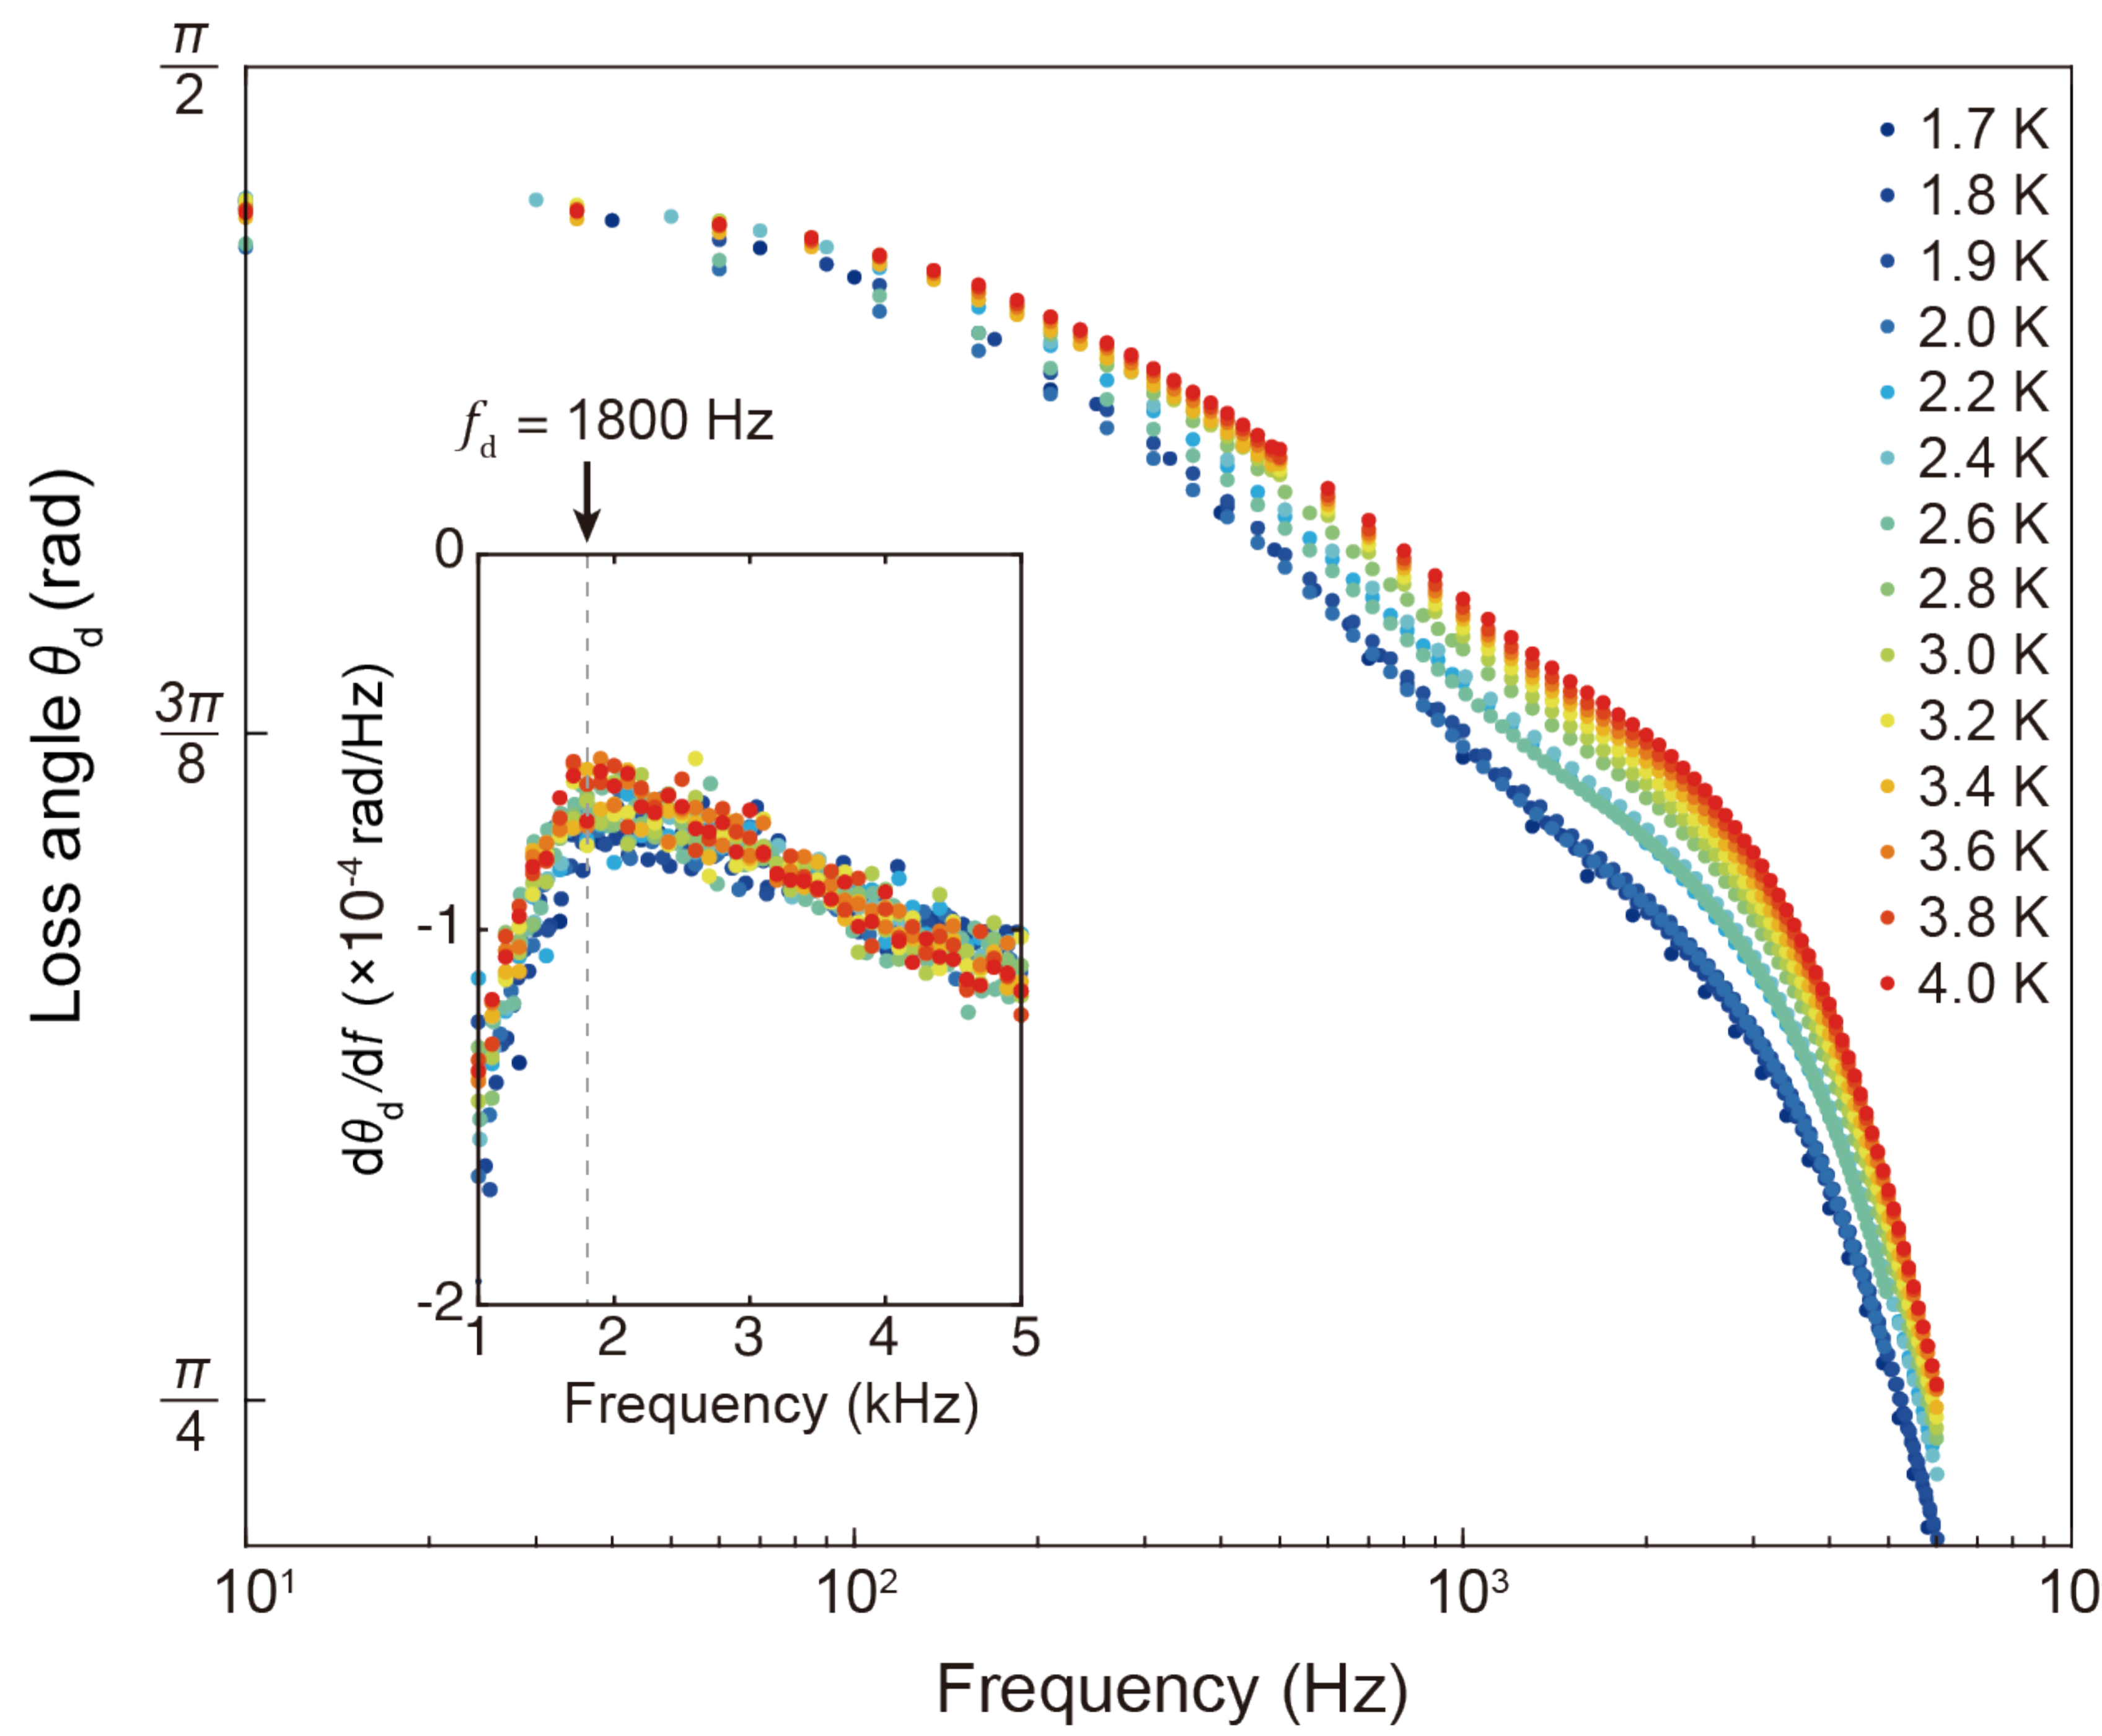 π/2
3π/8
π/4
Loss angle θd (rad)
1.7 K
1.8 K
1.9 K
2.0 K
2.2 K
2.4 K
2.6 K
2.8 K
3.0 K
3.2 K
3.4 K
3.6 K
3.8 K
4.0 K
fd = 1800 Hz
0
-1
-2
dθd/df (×10-4 rad/Hz)
1 2 3 4 5
Frequency (kHz)
10¹ 10² 10³ 10
Frequency (Hz)